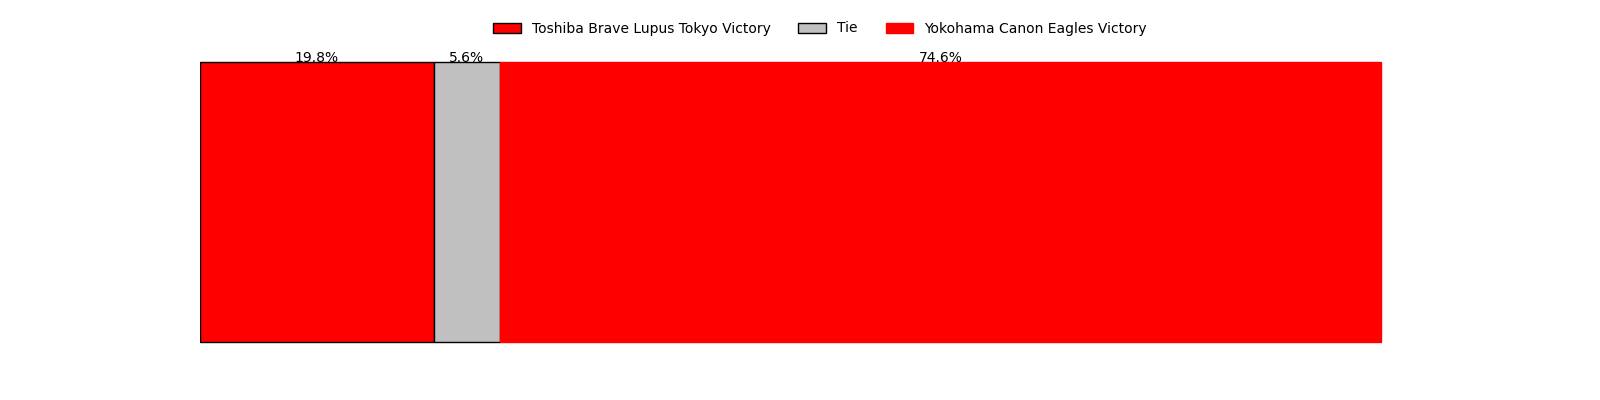 Toshiba Brave Lupus Tokyo Victory Tie Yokohama Canon Eagles Victory
19.8% 5.6% 74.6%